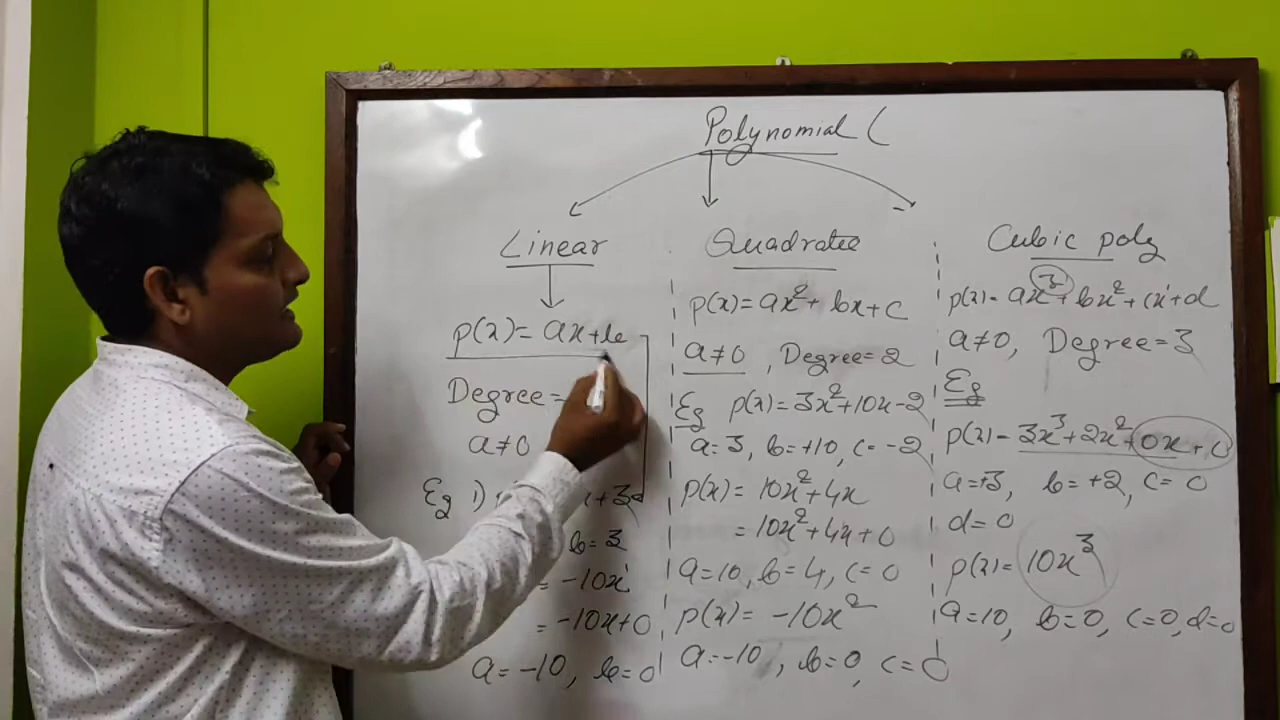 Polynomial (
Linear
p(x)= ax+b
Degree=
a≠0
Eg 1) x+3
b=3
= -10x¹
= -10x+0
a=-10, b=0
Quadratic
p(x)=ax²+bx+c
a≠0, Degree=2
Eg p(x)=3x²+10x-2
a=3, b=+10, c=-2
p(x)= 10x²+4x
= 10x²+4x+0
a=10, b=4, c=0
p(x)= -10x²
a=-10, b=0, c=0
Cubic poly
p(x)= ax³+bx²+cx¹+d
a≠0, Degree=3
Eg
p(x)= 3x³+2x²+0x+0
a=+3, b=+2, c=0
d=0
p(x)= 10x³
a=10, b=0, c=0, d=0